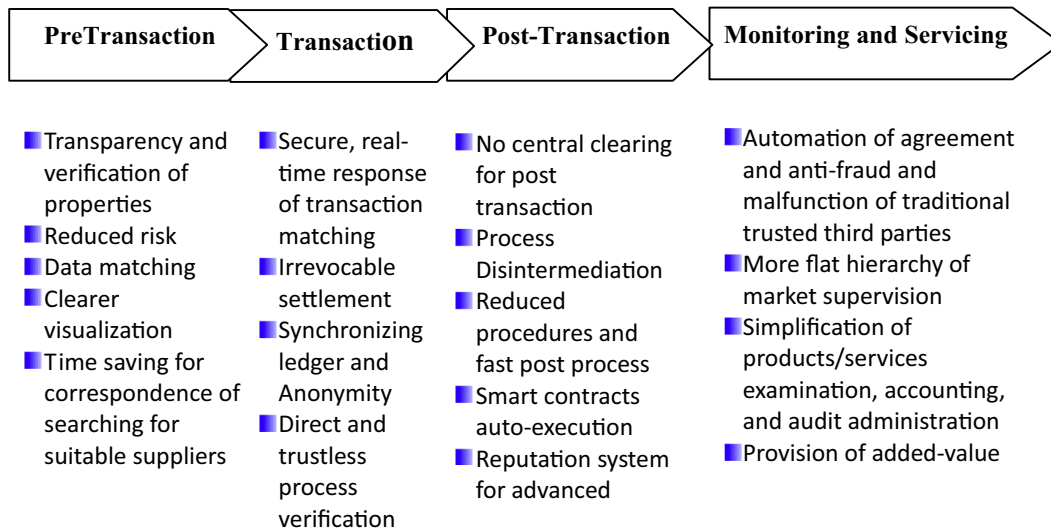 PreTransaction
Transaction
Post-Transaction
Monitoring and Servicing
Transparency and
verification of
properties
Reduced risk
Data matching
Clearer
visualization
Time saving for
correspondence of
searching for
suitable suppliers
Secure, real-
time response
of transaction
matching
Irrevocable
settlement
Synchronizing
ledger and
Anonymity
Direct and
trustless
process
verification
No central clearing
for post
transaction
Process
Disintermediation
Reduced
procedures and
fast post process
Smart contracts
auto-execution
Reputation system
for advanced
Automation of agreement
and anti-fraud and
malfunction of traditional
trusted third parties
More flat hierarchy of
market supervision
Simplification of
products/services
examination, accounting,
and audit administration
Provision of added-value